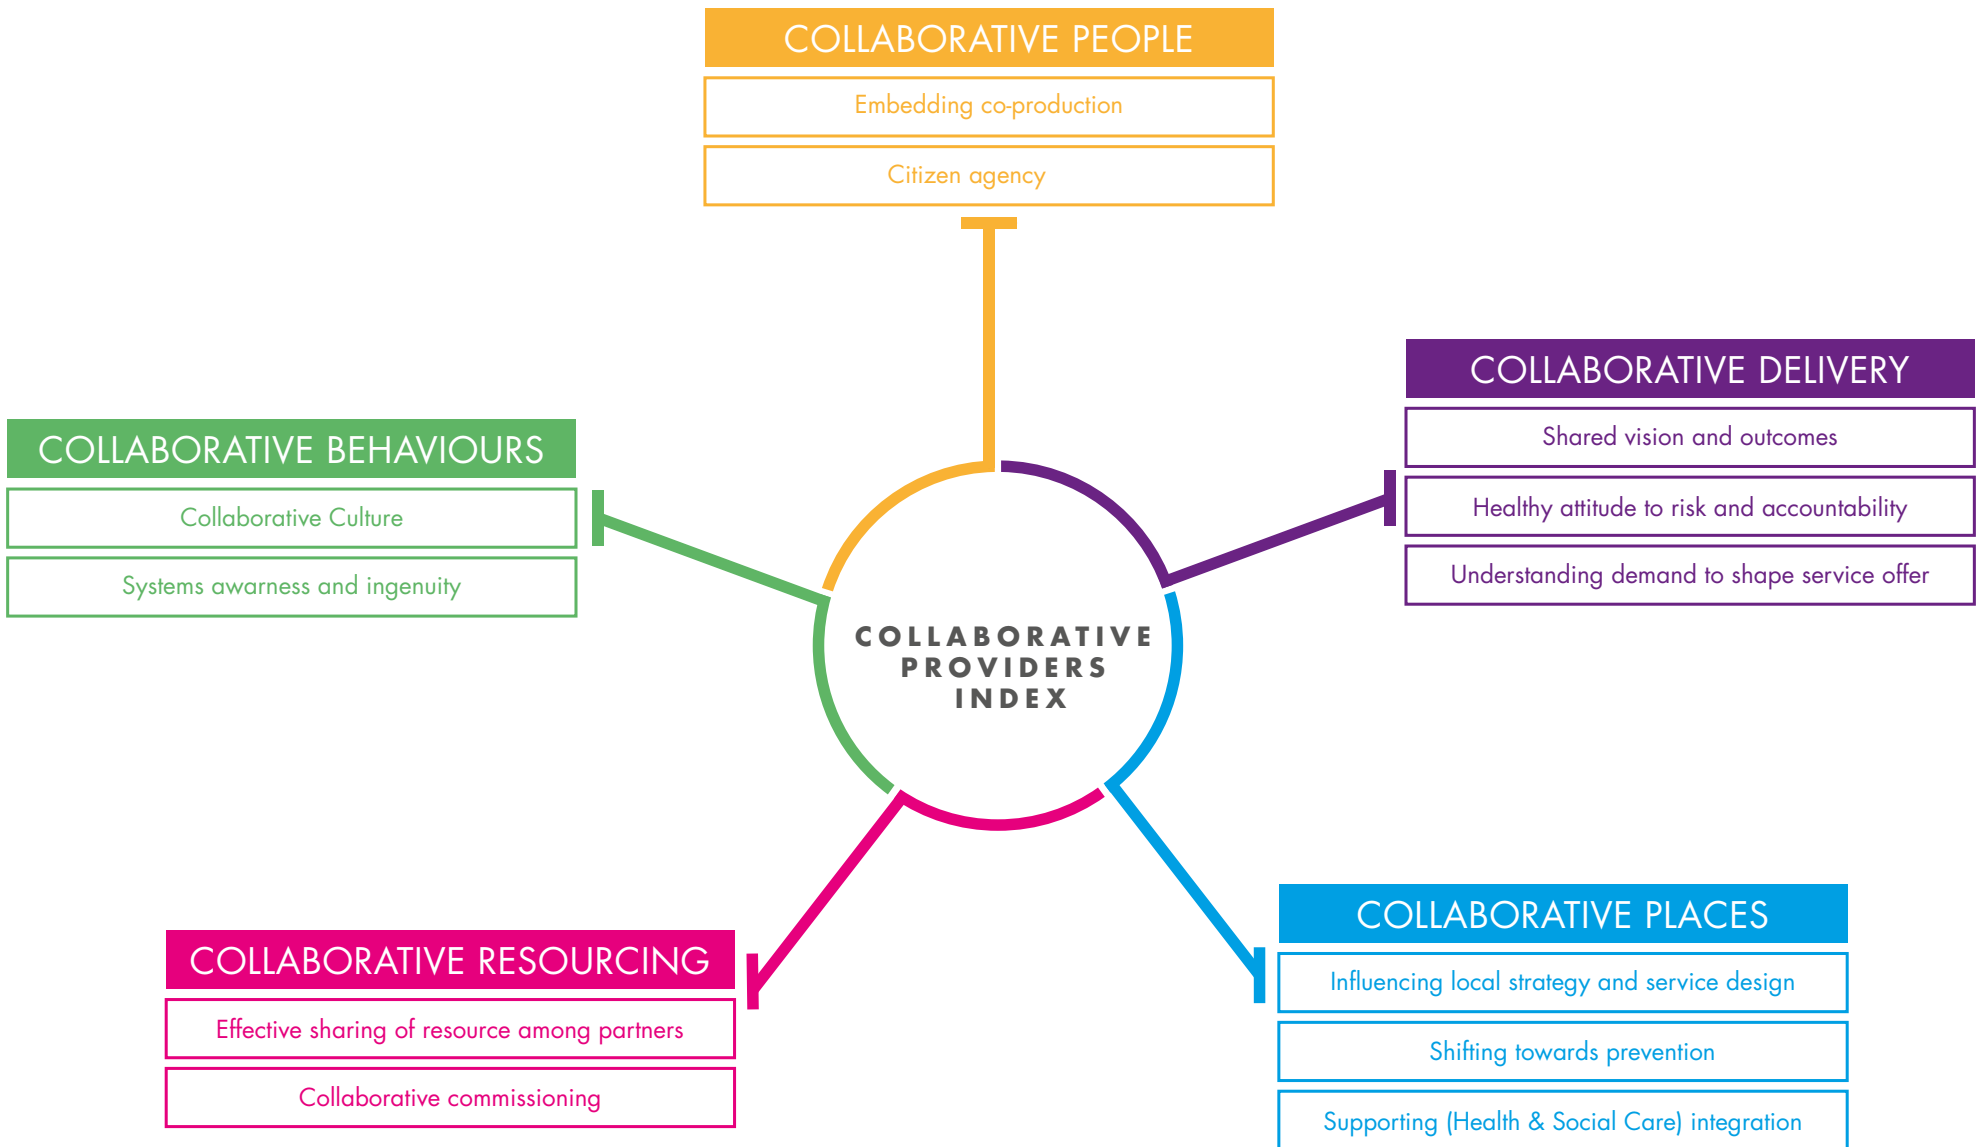 COLLABORATIVE PEOPLE
Embedding co-production
Citizen agency
COLLABORATIVE DELIVERY
Shared vision and outcomes
Healthy attitude to risk and accountability
Understanding demand to shape service offer
COLLABORATIVE BEHAVIOURS
Collaborative Culture
Systems awarness and ingenuity
COLLABORATIVE
PROVIDERS
INDEX
COLLABORATIVE PLACES
Influencing local strategy and service design
Shifting towards prevention
Supporting (Health & Social Care) integration
COLLABORATIVE RESOURCING
Effective sharing of resource among partners
Collaborative commissioning